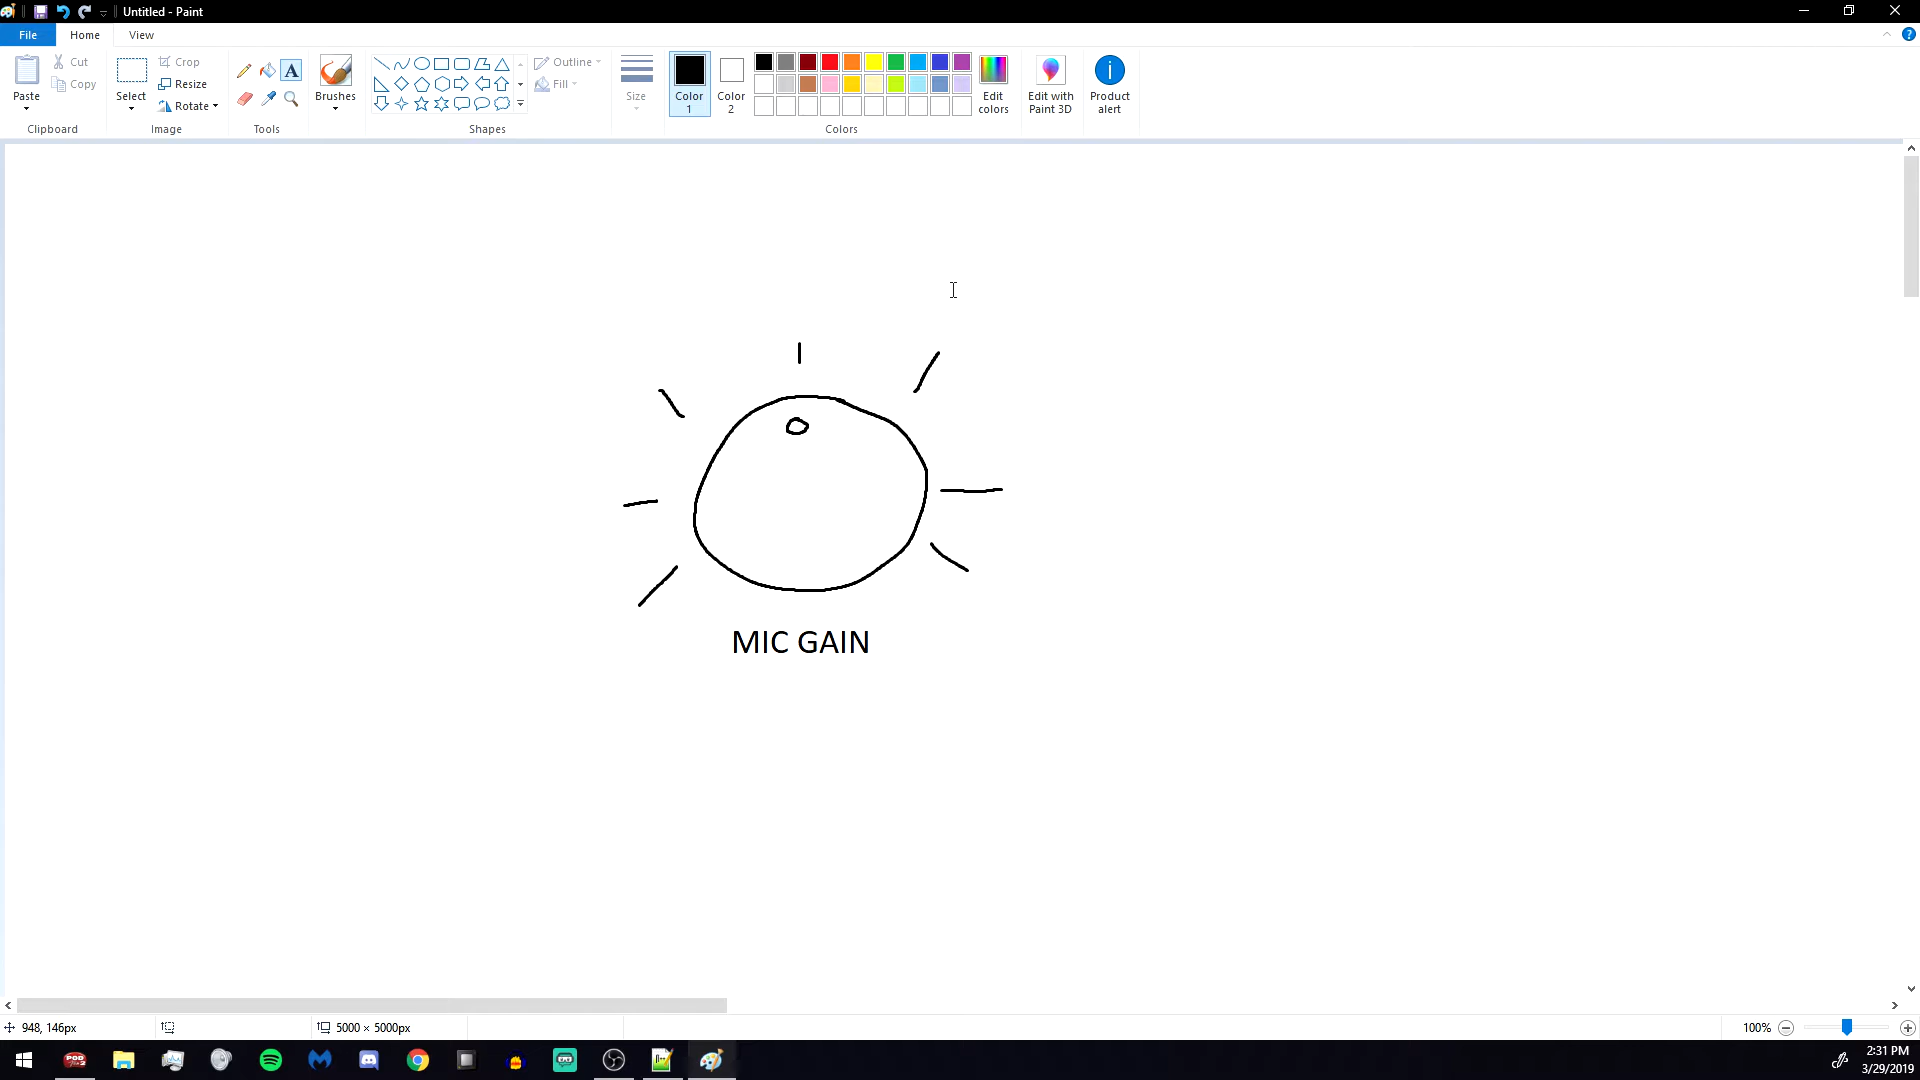 Untitled - Paint
File Home View
Paste
Cut
Copy
Clipboard
Select
Crop
Resize
Rotate
Image
A
Tools
Brushes
Shapes
Outline
Fill
Size
Color 1
Color 2
Colors
Edit colors
Edit with Paint 3D
i
Product alert
?
MIC GAIN
948, 146px
5000 × 5000px
100%
POD
2:31 PM
3/29/2019